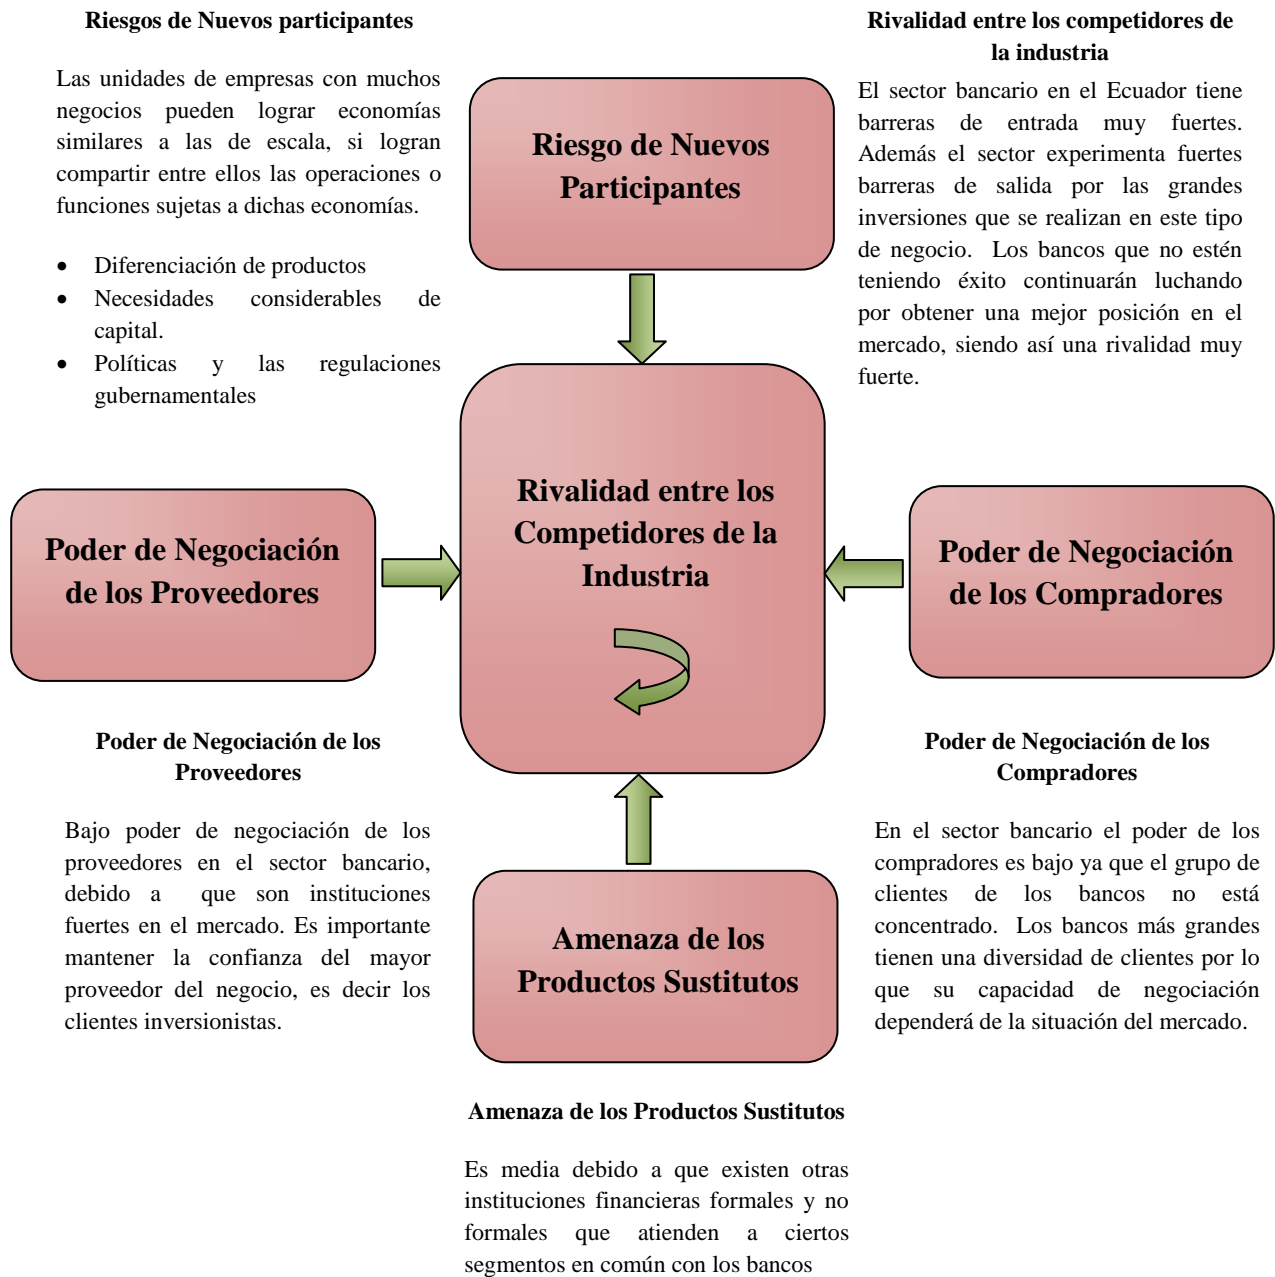 Riesgos de Nuevos participantes
Las unidades de empresas con muchos
negocios pueden lograr economías
similares a las de escala, si logran
compartir entre ellos las operaciones o
funciones sujetas a dichas economías.
• Diferenciación de productos
• Necesidades considerables de
capital.
• Políticas y las regulaciones
gubernamentales
Riesgo de Nuevos
Participantes
Rivalidad entre los competidores de
la industria
El sector bancario en el Ecuador tiene
barreras de entrada muy fuertes.
Además el sector experimenta fuertes
barreras de salida por las grandes
inversiones que se realizan en este tipo
de negocio. Los bancos que no estén
teniendo éxito continuarán luchando
por obtener una mejor posición en el
mercado, siendo así una rivalidad muy
fuerte.
Poder de Negociación
de los Proveedores
Rivalidad entre los
Competidores de la
Industria
Poder de Negociación
de los Compradores
Poder de Negociación de los
Proveedores
Bajo poder de negociación de los
proveedores en el sector bancario,
debido a que son instituciones
fuertes en el mercado. Es importante
mantener la confianza del mayor
proveedor del negocio, es decir los
clientes inversionistas.
Amenaza de los
Productos Sustitutos
Poder de Negociación de los
Compradores
En el sector bancario el poder de los
compradores es bajo ya que el grupo de
clientes de los bancos no está
concentrado. Los bancos más grandes
tienen una diversidad de clientes por lo
que su capacidad de negociación
dependerá de la situación del mercado.
Amenaza de los Productos Sustitutos
Es media debido a que existen otras
instituciones financieras formales y no
formales que atienden a ciertos
segmentos en común con los bancos